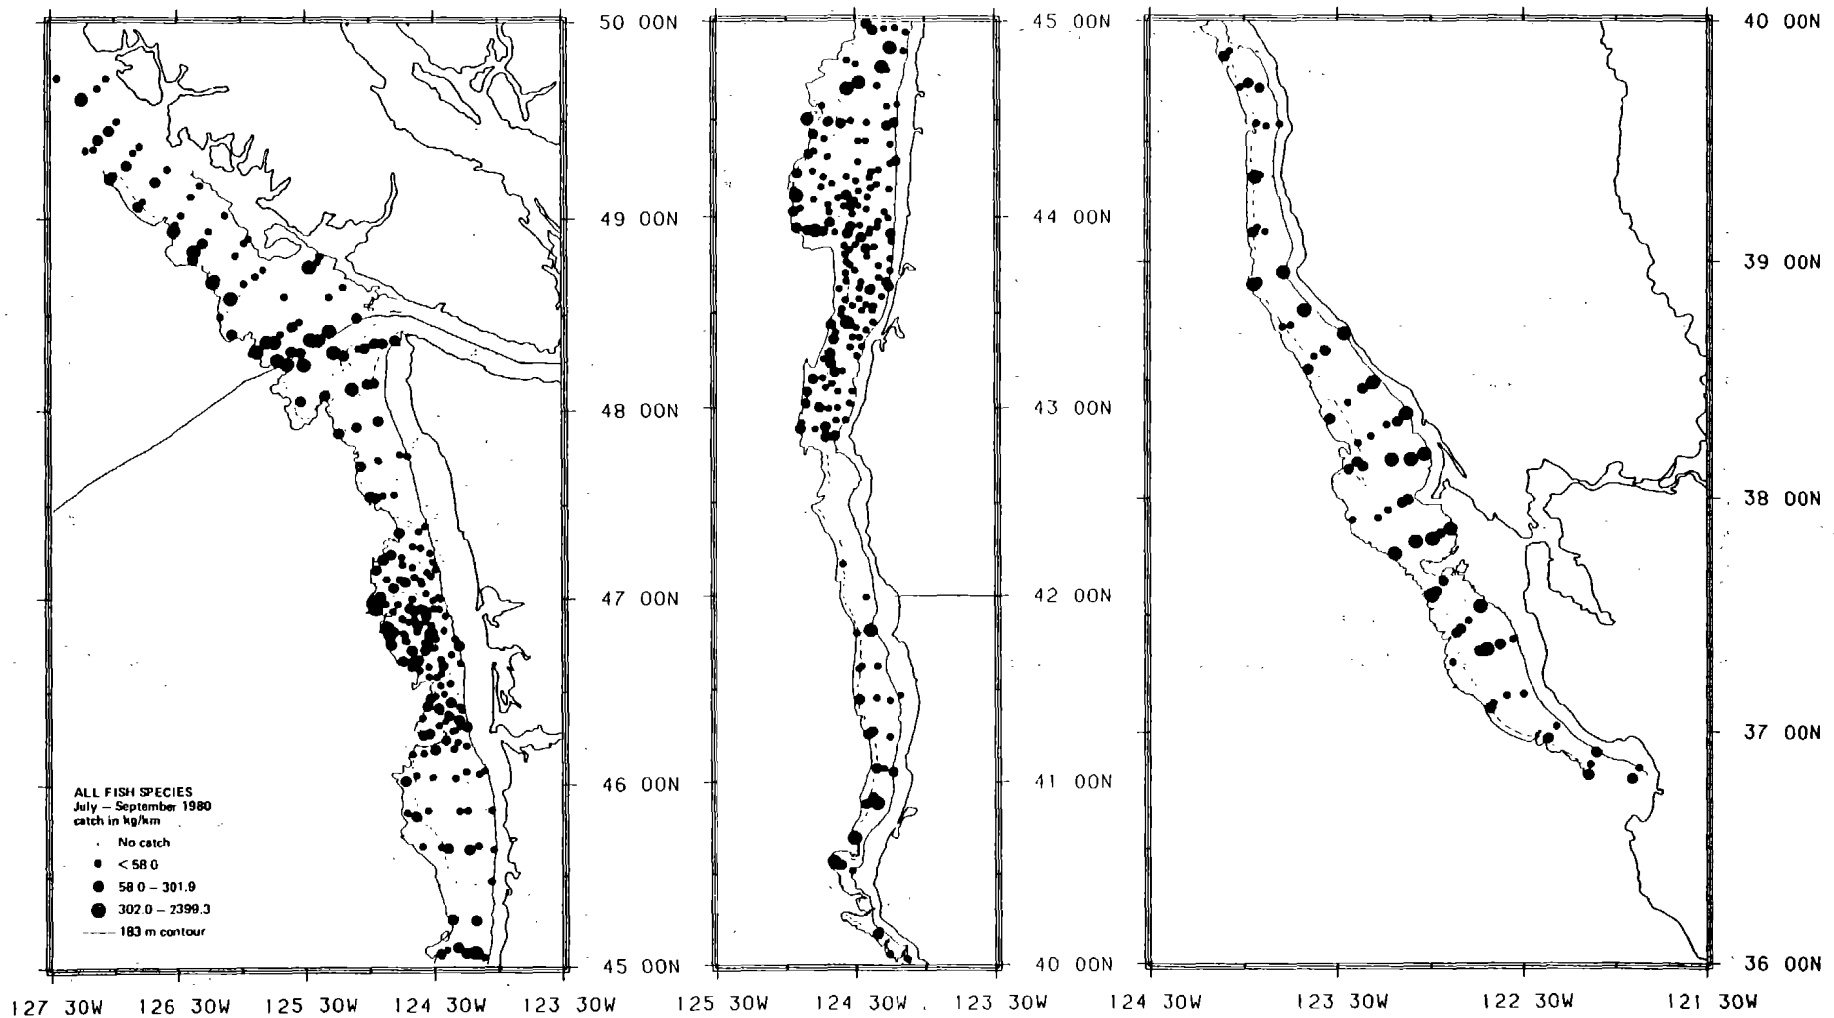 50 00N
49 00N
48 00N
47 00N
46 00N
45 00N
ALL FISH SPECIES
July – September 1980
catch in kg/km
No catch
< 58 0
58 0 – 301.9
302.0 – 2399.3
183 m contour
127 30W 126 30W 125 30W 124 30W 123 30W
45 00N
44 00N
43 00N
42 00N
41 00N
40 00N
125 30W 124 30W 123 30W
40 00N
39 00N
38 00N
37 00N
36 00N
124 30W 123 30W 122 30W 121 30W